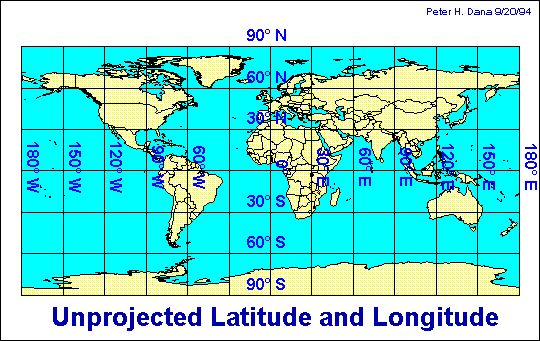 Peter H. Dana 9/20/94
90° N
60° N
30° N
180° W
150° W
120° W
90° W
60° W
0°
30° E
60° E
90° E
120° E
150° E
180° E
30° S
60° S
90° S
Unprojected Latitude and Longitude